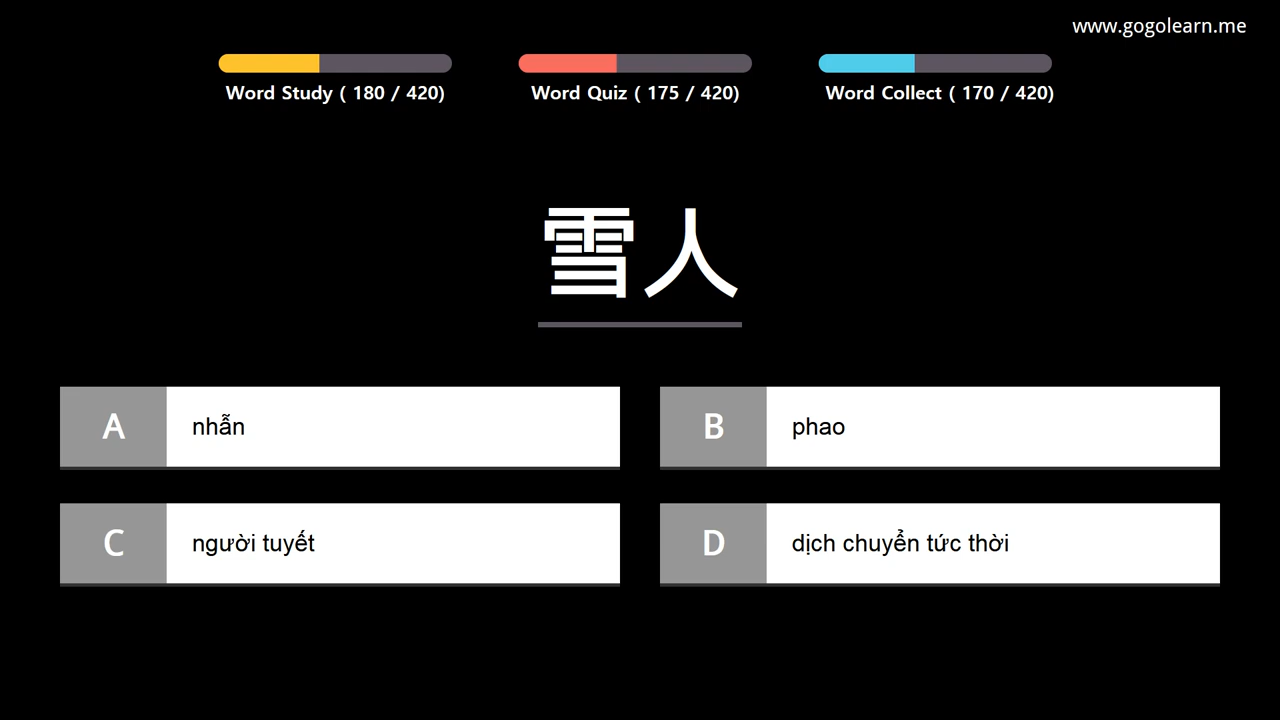 www.gogolearn.me
Word Study ( 180 / 420)
Word Quiz ( 175 / 420)
Word Collect ( 170 / 420)
雪人
A nhẫn
B phao
C người tuyết
D dịch chuyển tức thời